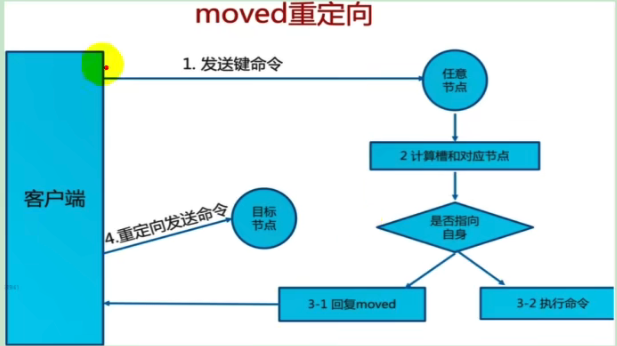 moved重定向
1. 发送键命令
任意
节点
2 计算槽和对应节点
客户端
4.重定向发送命令
目标
节点
是否指向
自身
3-1 回复moved
3-2 执行命令